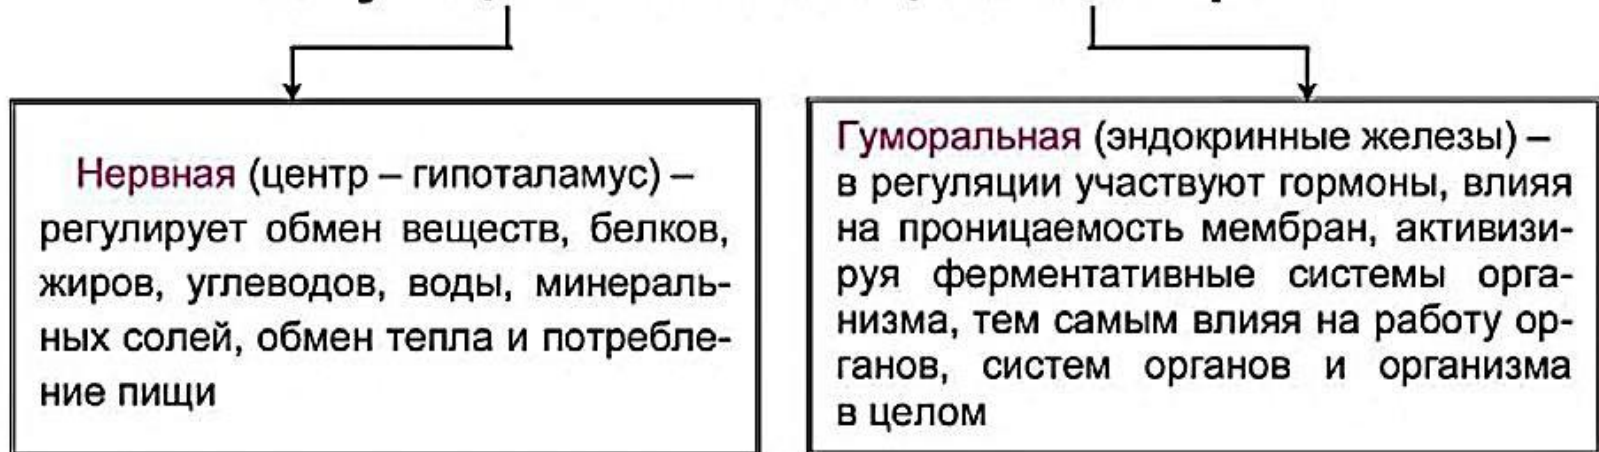 Нервная (центр – гипоталамус) –
регулирует обмен веществ, белков,
жиров, углеводов, воды, минераль-
ных солей, обмен тепла и потребле-
ние пищи
Гуморальная (эндокринные железы) –
в регуляции участвуют гормоны, влияя
на проницаемость мембран, активизи-
руя ферментативные системы орга-
низма, тем самым влияя на работу ор-
ганов, систем органов и организма
в целом